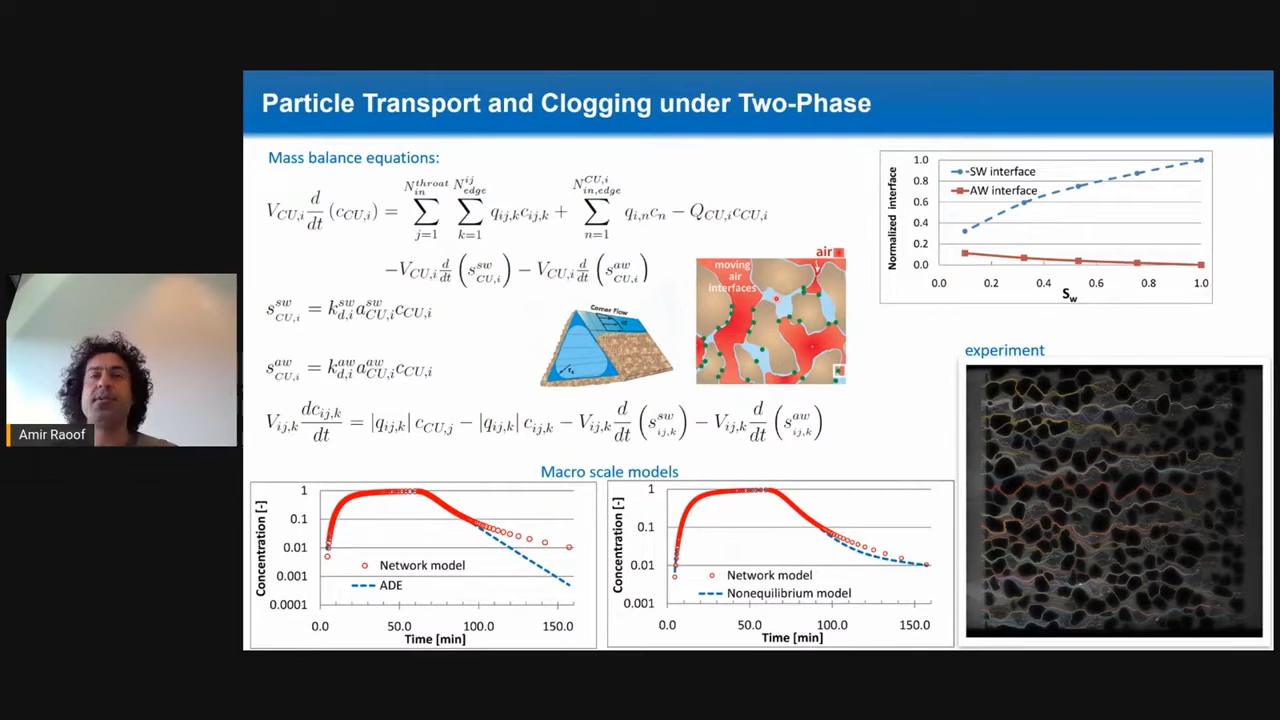 Particle Transport and Clogging under Two-Phase
Mass balance equations:
V_{CU,i} \frac{d}{dt} (c_{CU,i}) = \sum_{j=1}^{N_{in}^{throat}} \sum_{k=1}^{N_{edge}^{ij}} q_{ij,k} c_{ij,k} + \sum_{n=1}^{N_{in,edge}^{CU,i}} q_{i,n} c_n − Q_{CU,i} c_{CU,i}
−V_{CU,i} \frac{d}{dt} (s_{CU,i}^{sw}) − V_{CU,i} \frac{d}{dt} (s_{CU,i}^{aw})
s_{CU,i}^{sw} = k_{d,i}^{sw} a_{CU,i}^{sw} c_{CU,i}
s_{CU,i}^{aw} = k_{d,i}^{aw} a_{CU,i}^{aw} c_{CU,i}
V_{ij,k} \frac{dc_{ij,k}}{dt} = |q_{ij,k}| c_{CU,j} − |q_{ij,k}| c_{ij,k} − V_{ij,k} \frac{d}{dt} (s_{ij,k}^{sw}) − V_{ij,k} \frac{d}{dt} (s_{ij,k}^{aw})
Corner Flow
air
moving
air
interfaces
Normalized interface
1.0
0.8
0.6
0.4
0.2
0.0
SW interface
AW interface
0.0 0.2 0.4 0.6 0.8 1.0
S_w
experiment
Amir Raoof
Macro scale models
Concentration [-]
1
0.1
0.01
0.001
0.0001
Network model
ADE
0.0 50.0 100.0 150.0
Time [min]
Concentration [-]
1
0.1
0.01
0.001
Network model
Nonequilibrium model
0.0 50.0 100.0 150.0
Time [min]